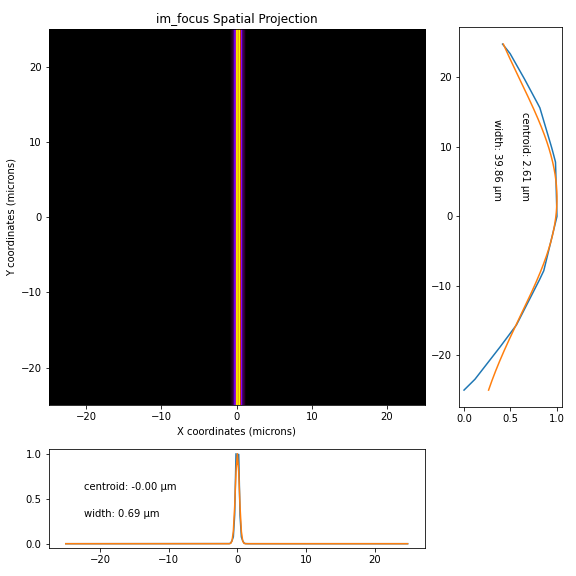 im_focus Spatial Projection
20
10
0
−10
−20
Y coordinates (microns)
−20 −10 0 10 20
X coordinates (microns)
20
10
0
−10
−20
centroid: 2.61 μm
width: 39.86 μm
0.0 0.5 1.0
1.0
0.5
0.0
centroid: -0.00 μm
width: 0.69 μm
−20 −10 0 10 20